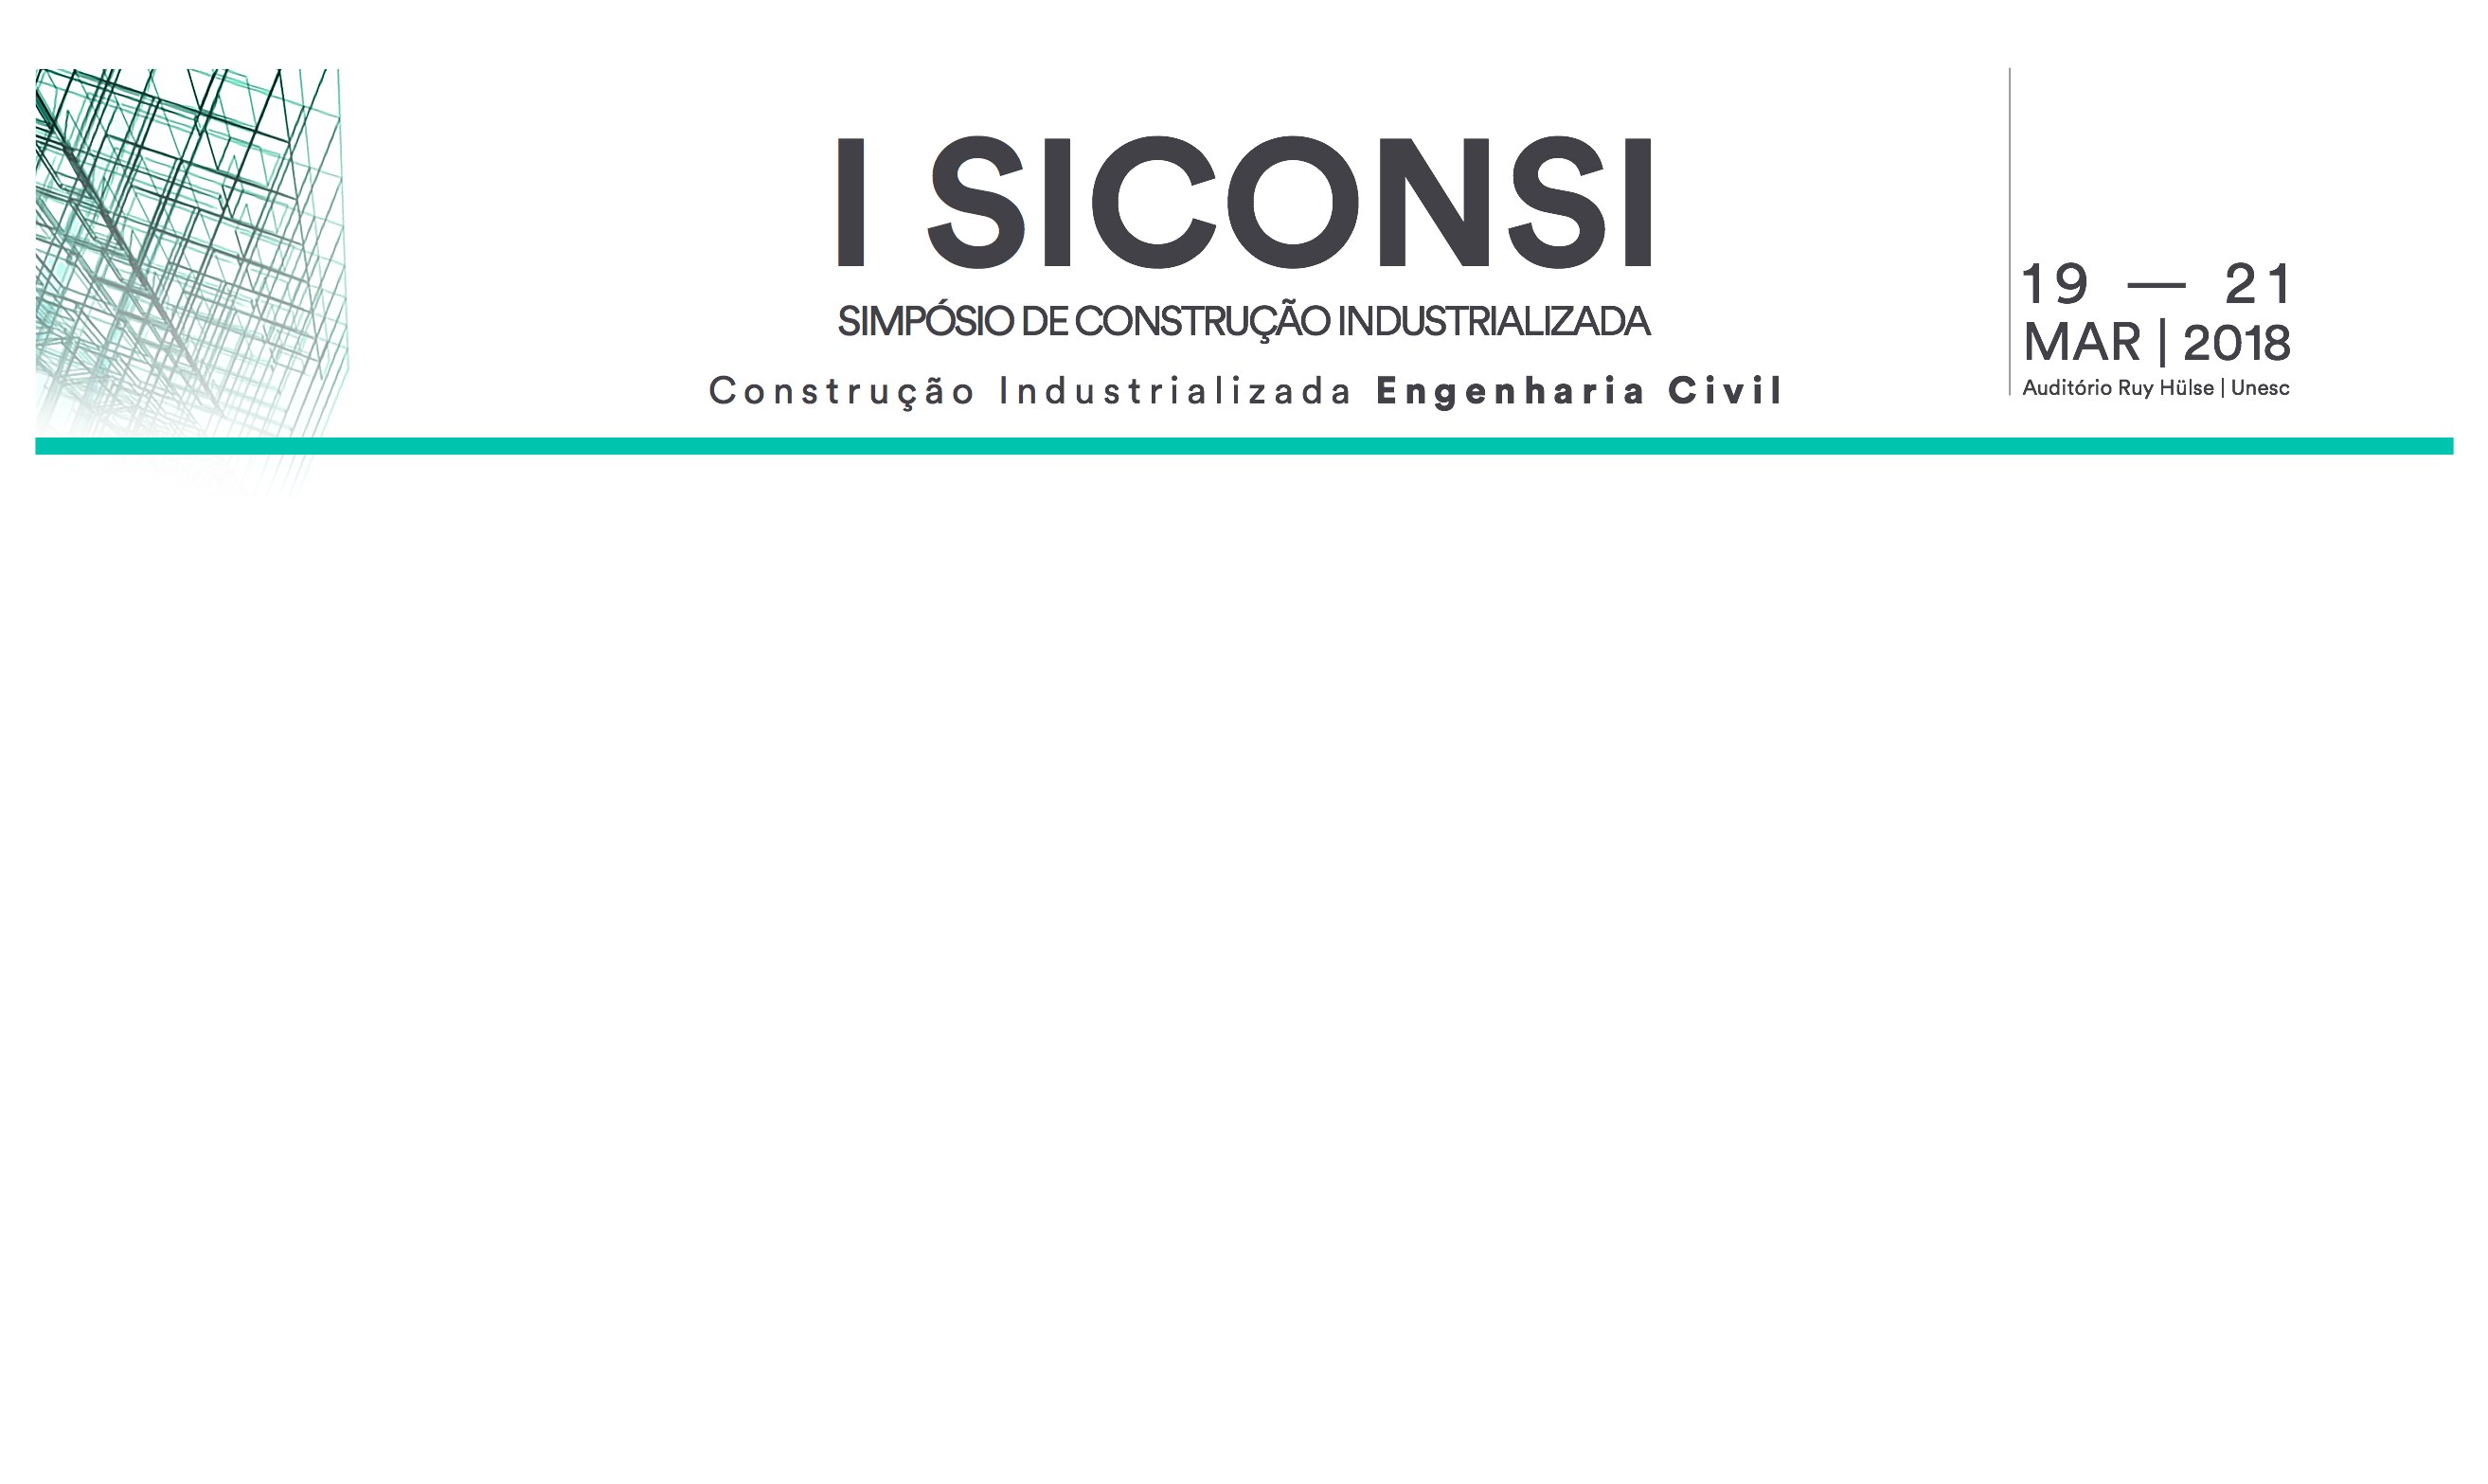 I SICONSI
SIMPÓSIO DE CONSTRUÇÃO INDUSTRIALIZADA
Construção Industrializada Engenharia Civil
19 — 21
MAR | 2018
Auditório Ruy Hülse | Unesc